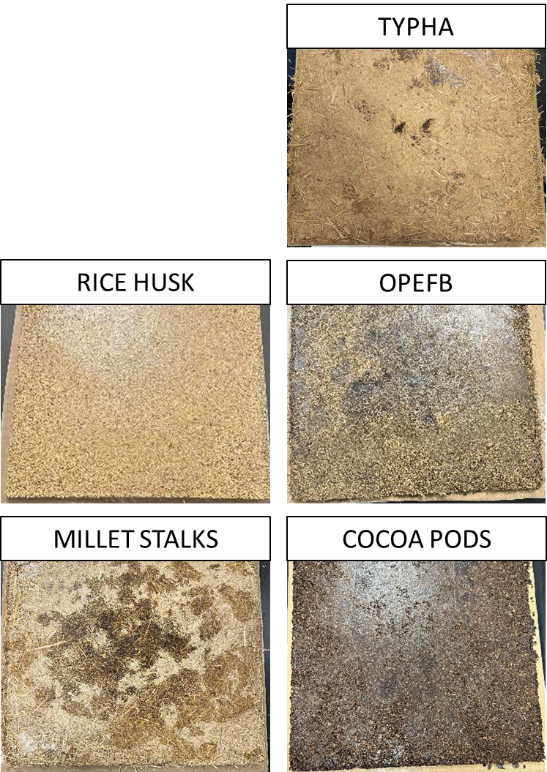 TYPHA
RICE HUSK
OPEFB
MILLET STALKS
COCOA PODS